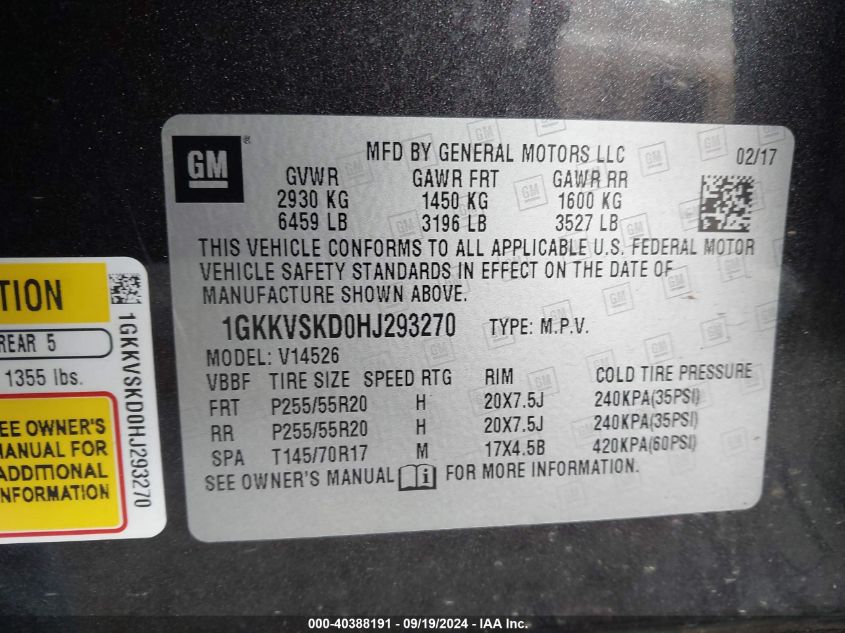 GM
MFD BY GENERAL MOTORS LLC 02/17
GVWR GAWR FRT GAWR RR
2930 KG 1450 KG 1600 KG
6459 LB 3196 LB 3527 LB
THIS VEHICLE CONFORMS TO ALL APPLICABLE U.S. FEDERAL MOTOR
VEHICLE SAFETY STANDARDS IN EFFECT ON THE DATE OF
MANUFACTURE SHOWN ABOVE.
1GKKVSKD0HJ293270 TYPE: M.P.V.
MODEL: V14526
VBBF TIRE SIZE SPEED RTG RIM COLD TIRE PRESSURE
FRT P255/55R20 H 20X7.5J 240KPA(35PSI)
RR P255/55R20 H 20X7.5J 240KPA(35PSI)
SPA T145/70R17 M 17X4.5B 420KPA(60PSI)
SEE OWNER'S MANUAL i FOR MORE INFORMATION.
TION
REAR 5
1355 lbs.
EE OWNER'S
MANUAL FOR
ADDITIONAL
NFORMATION
1GKKVSKD0HJ293270
000-40388191 - 09/19/2024 - IAA Inc.